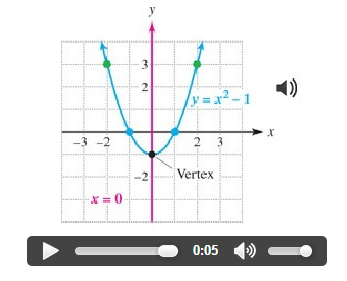 y
3
2
y = x² – 1
x
–3 –2
2 3
–2
Vertex
x = 0
0:05